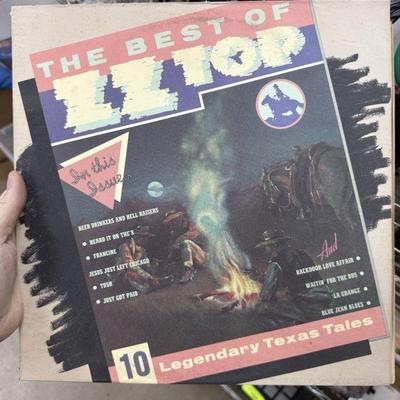 THE BEST OF
ZZ TOP
In this
Issue...
BEER DRINKERS AND HELL RAISERS
• HEARD IT ON THE X
• FRANCINE
JESUS JUST LEFT CHICAGO
• TUSH
• JUST GOT PAID
And
BACKDOOR LOVE AFFAIR •
WAITIN' FOR THE BUS •
LA GRANGE •
BLUE JEAN BLUES •
10 Legendary Texas Tales